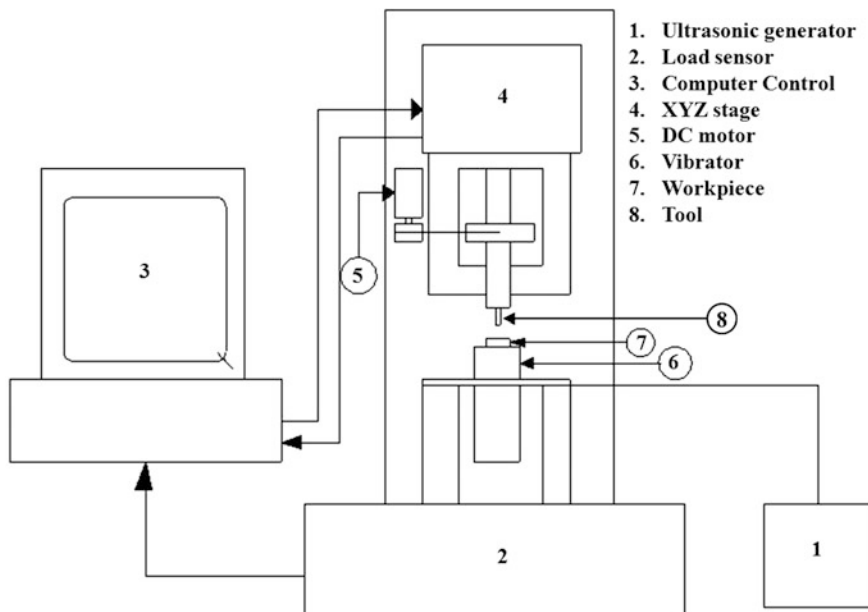 1. Ultrasonic generator
2. Load sensor
3. Computer Control
4. XYZ stage
5. DC motor
6. Vibrator
7. Workpiece
8. Tool
4
3
5
8
7
6
2
1